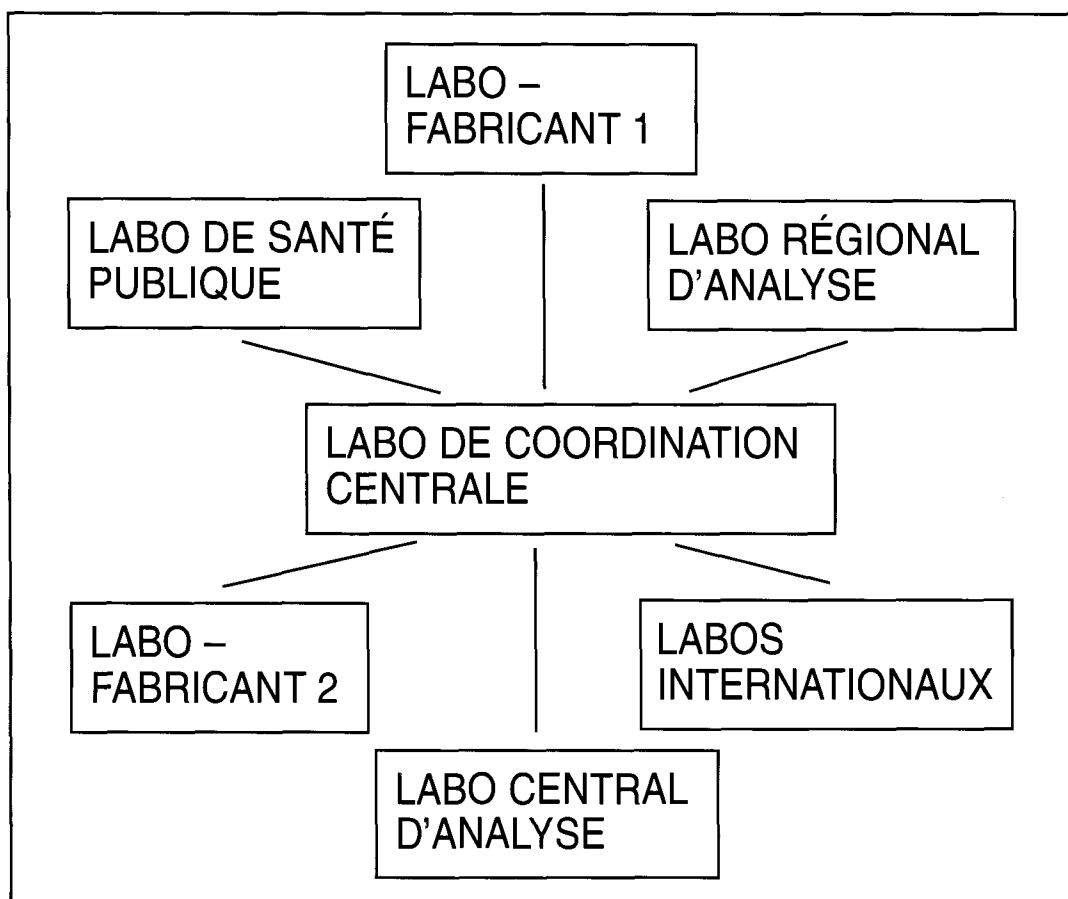 LABO –
FABRICANT 1
LABO DE SANTÉ
PUBLIQUE
LABO RÉGIONAL
D'ANALYSE
LABO DE COORDINATION
CENTRALE
LABO –
FABRICANT 2
LABOS
INTERNATIONAUX
LABO CENTRAL
D'ANALYSE